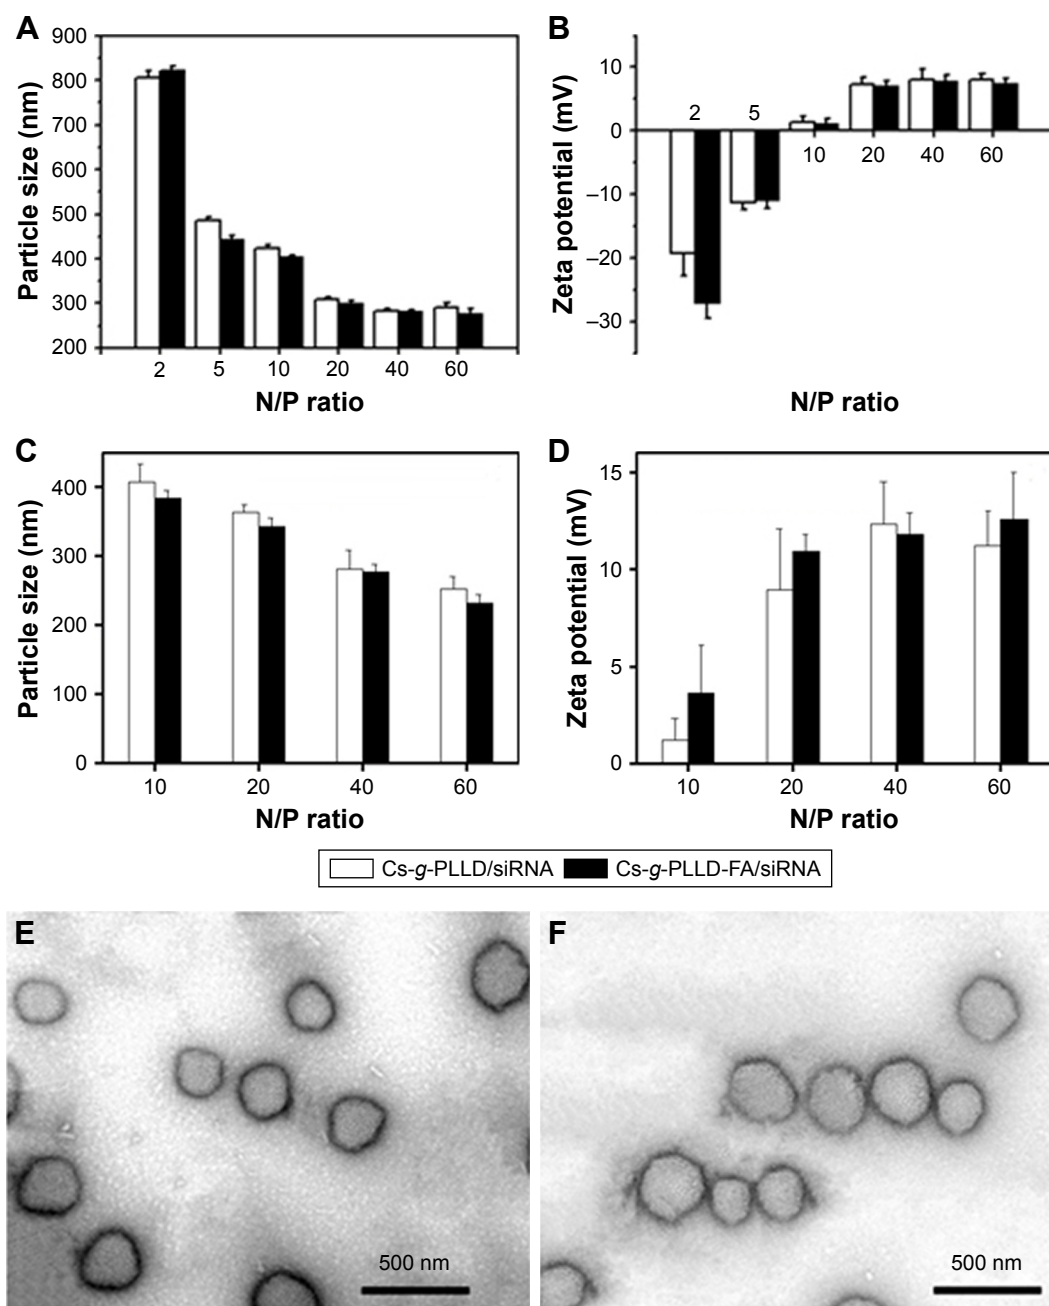 A
900
800
700
600
500
400
300
200
Particle size (nm)
2 5 10 20 40 60
N/P ratio
B
10
0
–10
–20
–30
Zeta potential (mV)
2 5
10 20 40 60
N/P ratio
C
400
300
200
100
0
Particle size (nm)
10 20 40 60
N/P ratio
D
15
10
5
0
Zeta potential (mV)
10 20 40 60
N/P ratio
Cs-g-PLLD/siRNA Cs-g-PLLD-FA/siRNA
E
500 nm
F
500 nm